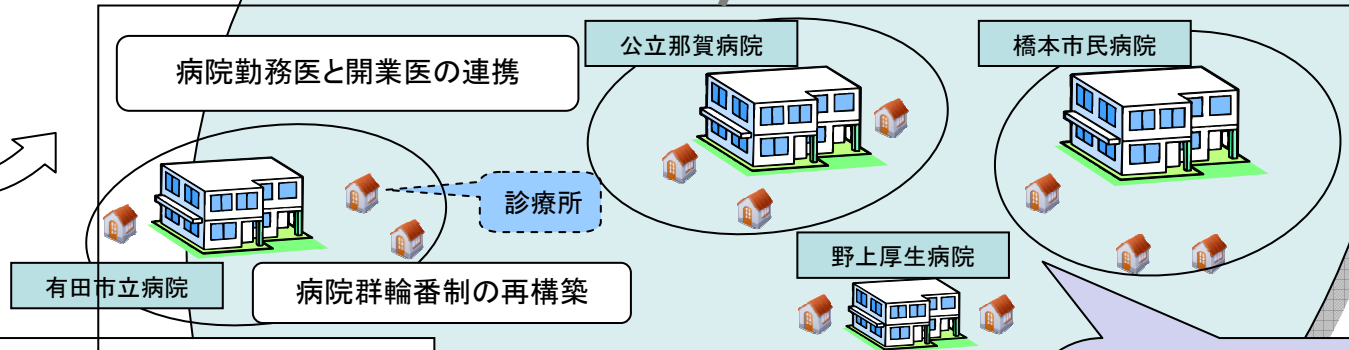 公立那賀病院
橋本市民病院
病院勤務医と開業医の連携
診療所
野上厚生病院
有田市立病院
病院群輪番制の再構築